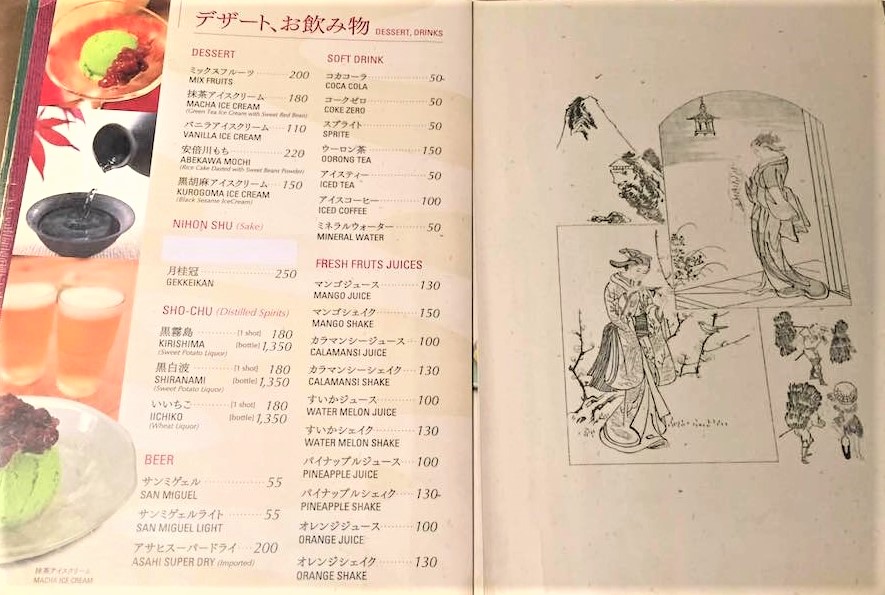 デザート、お飲み物 DESSERT, DRINKS
DESSERT
ミックスフルーツ 200
MIX FRUITS
抹茶アイスクリーム 180
MACHA ICE CREAM
(Green Tea Ice Cream with Sweet Red Bean)
バニラアイスクリーム 110
VANILLA ICE CREAM
安倍川もち 220
ABEKAWA MOCHI
(Rice Cake Dasted with Sweet Beans Powder)
黒胡麻アイスクリーム 150
KUROGOMA ICE CREAM
(Black Sesame IceCream)
NIHON SHU (Sake)
月桂冠 250
GEKKEIKAN
SHO-CHU (Distilled Spirits)
黒霧島 [1 shot] 180
KIRISHIMA [bottle] 1,350
(Sweet Potato Liquor)
黒白波 [1 shot] 180
SHIRANAMI [bottle] 1,350
(Sweet Potato Liquor)
いいちこ [1 shot] 180
IICHIKO [bottle] 1,350
(Wheat Liquor)
BEER
サンミゲェル 55
SAN MIGUEL
サンミゲェルライト 55
SAN MIGUEL LIGHT
アサヒスーパードライ 200
ASAHI SUPER DRY (Imported)
SOFT DRINK
コカコーラ 50
COCA COLA
コークゼロ 50
COKE ZERO
スプライト 50
SPRITE
ウーロン茶 150
OORONG TEA
アイスティー 50
ICED TEA
アイスコーヒー 100
ICED COFFEE
ミネラルウォーター 50
MINERAL WATER
FRESH FRUTS JUICES
マンゴジュース 130
MANGO JUICE
マンゴシェイク 150
MANGO SHAKE
カラマンシージュース 100
CALAMANSI JUICE
カラマンシーシェイク 130
CALAMANSI SHAKE
すいかジュース 100
WATER MELON JUICE
すいかシェイク 130
WATER MELON SHAKE
パイナップルジュース 100
PINEAPPLE JUICE
パイナップルシェイク 130
PINEAPPLE SHAKE
オレンジジュース 100
ORANGE JUICE
オレンジシェイク 130
ORANGE SHAKE
抹茶アイスクリーム
MACHA ICE CREAM